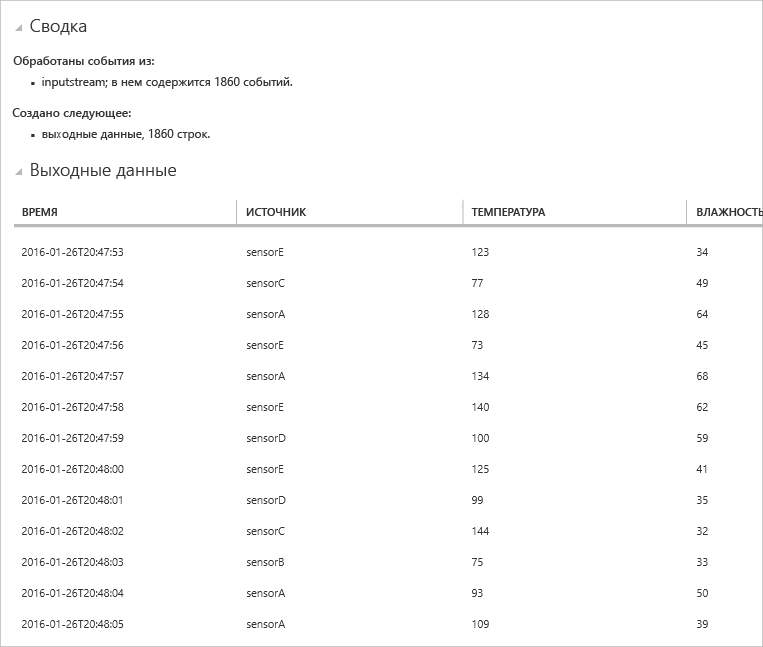 Сводка
Обработаны события из:
▪ inputstream; в нем содержится 1860 событий.
Создано следующее:
▪ выходные данные, 1860 строк.
Выходные данные
ВРЕМЯ ИСТОЧНИК ТЕМПЕРАТУРА ВЛАЖНОСТЬ
2016-01-26T20:47:53 sensorE 123 34
2016-01-26T20:47:54 sensorC 77 49
2016-01-26T20:47:55 sensorA 128 64
2016-01-26T20:47:56 sensorE 73 45
2016-01-26T20:47:57 sensorA 134 68
2016-01-26T20:47:58 sensorE 140 62
2016-01-26T20:47:59 sensorD 100 59
2016-01-26T20:48:00 sensorE 125 41
2016-01-26T20:48:01 sensorD 99 35
2016-01-26T20:48:02 sensorC 144 32
2016-01-26T20:48:03 sensorB 75 33
2016-01-26T20:48:04 sensorA 93 50
2016-01-26T20:48:05 sensorA 109 39